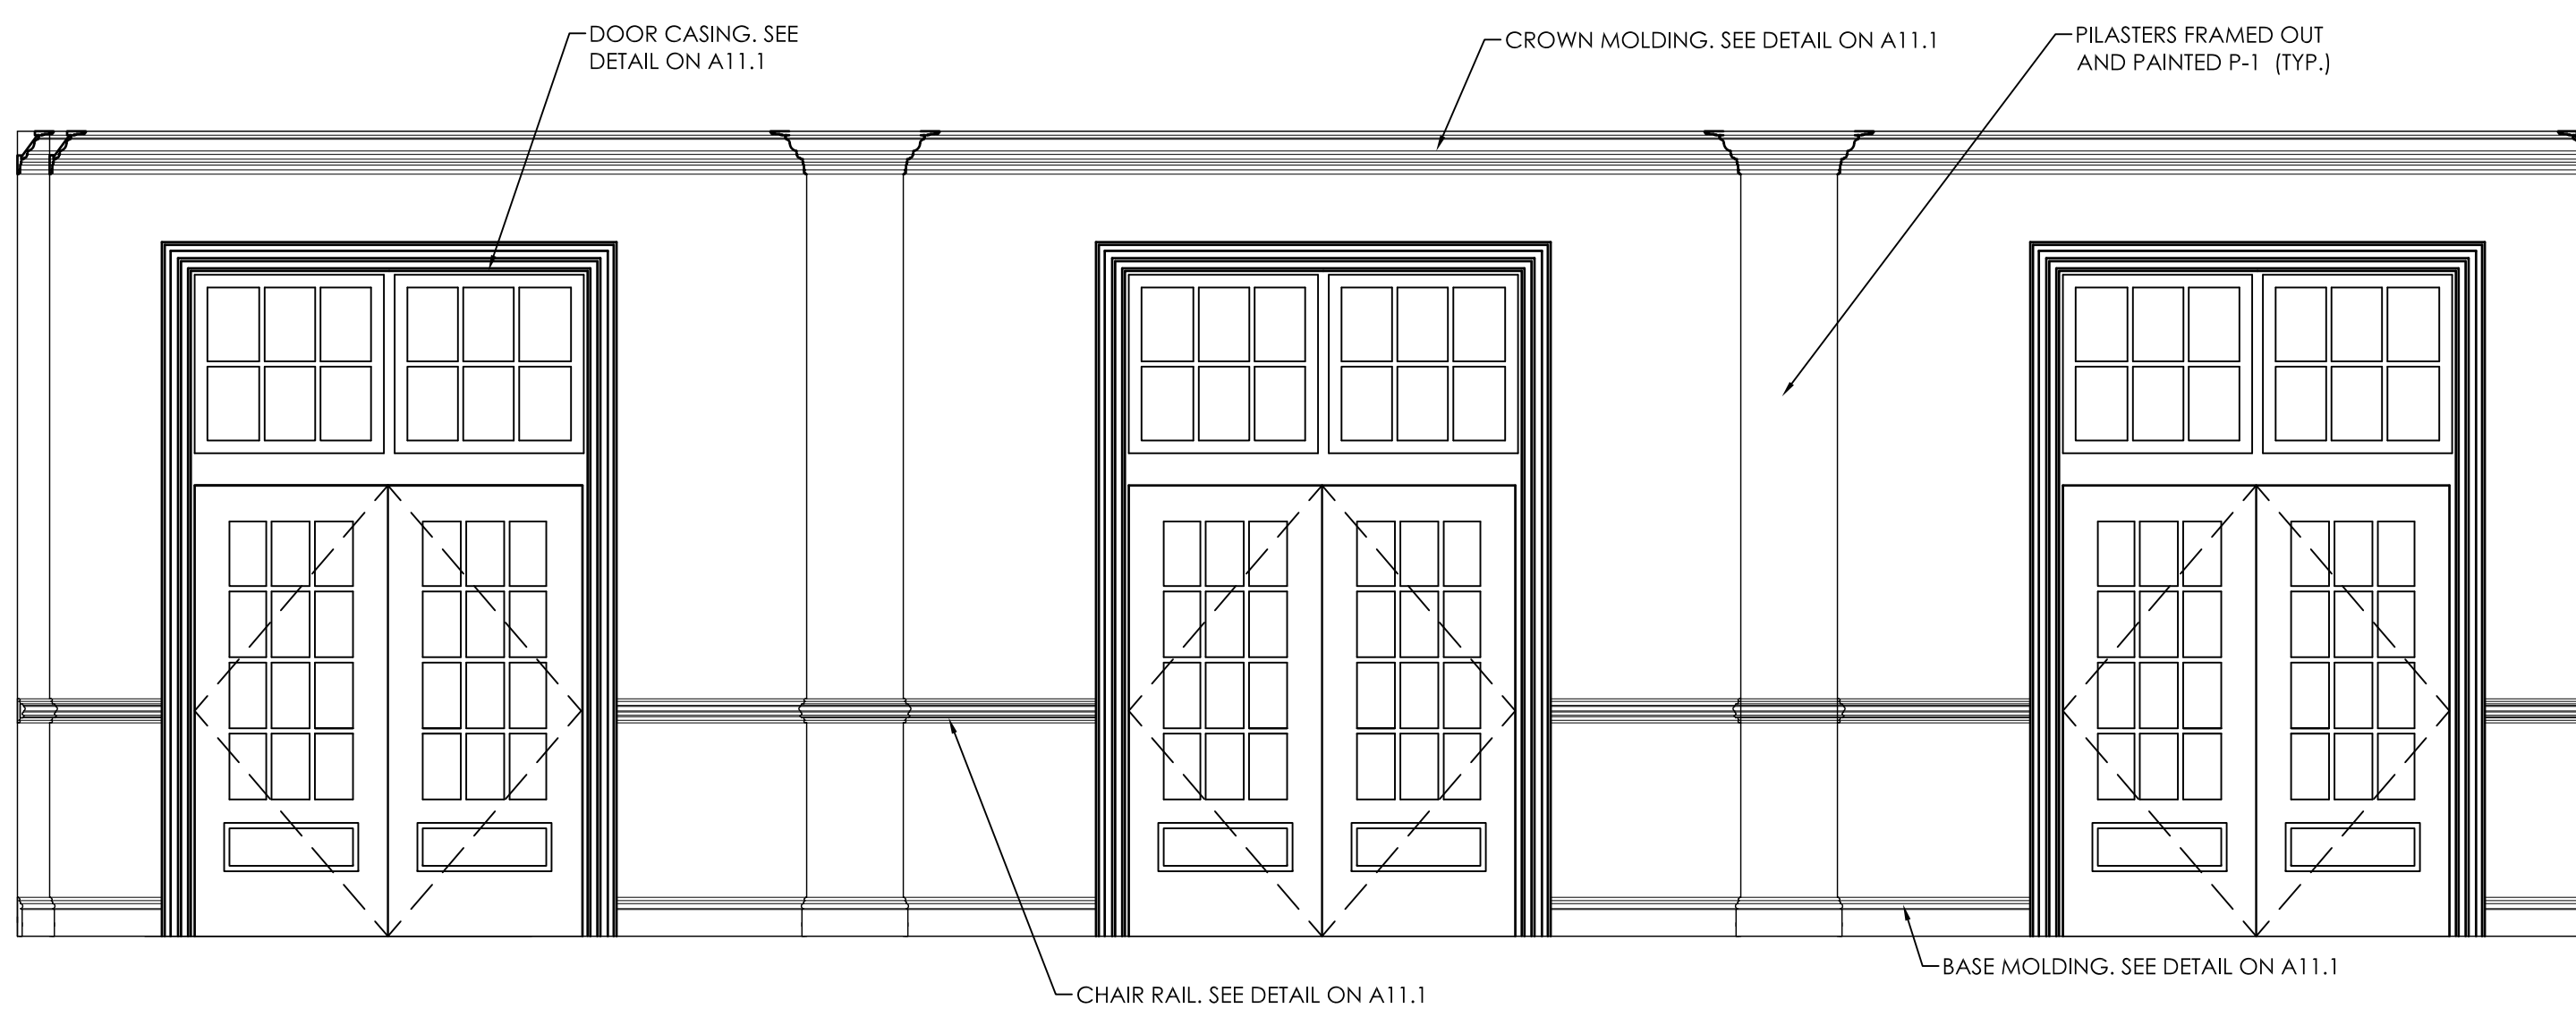 DOOR CASING. SEE
DETAIL ON A11.1
CROWN MOLDING. SEE DETAIL ON A11.1
PILASTERS FRAMED OUT
AND PAINTED P-1 (TYP.)
BASE MOLDING. SEE DETAIL ON A11.1
CHAIR RAIL. SEE DETAIL ON A11.1